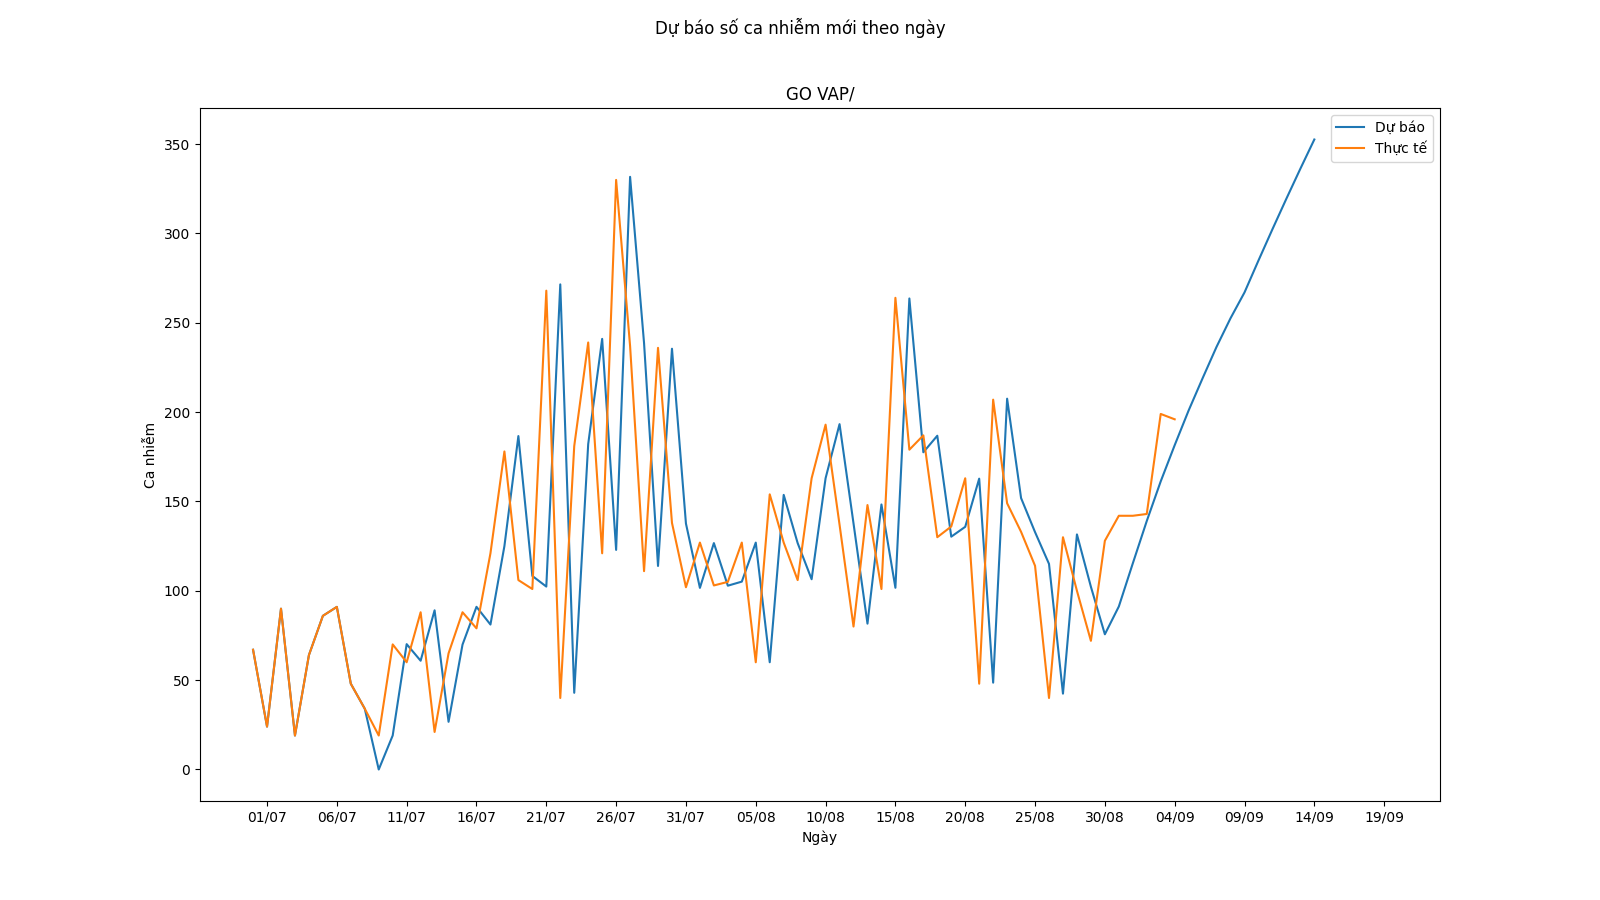 Dự báo số ca nhiễm mới theo ngày
GO VAP/
Dự báo
Thực tế
350
300
250
200
150
100
50
0
Ca nhiễm
01/07 06/07 11/07 16/07 21/07 26/07 31/07 05/08 10/08 15/08 20/08 25/08 30/08 04/09 09/09 14/09 19/09
Ngày